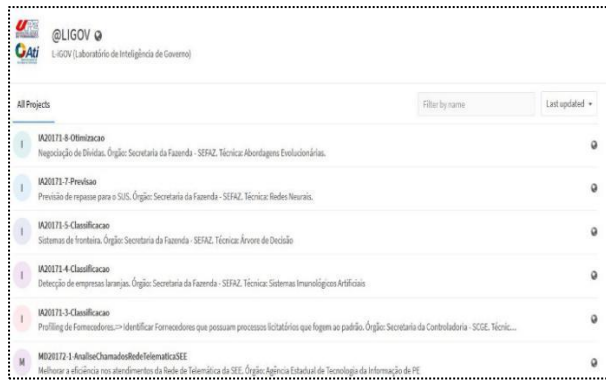 UPE
Ati
@LIGOV
L-iGOV (Laboratório de Inteligência de Governo)
All Projects
Filter by name
Last updated
I
IA20171-8-Otimizacao
Negociação de Dívidas. Órgão: Secretaria da Fazenda - SEFAZ. Técnica: Abordagens Evolucionárias.
I
IA20171-7-Previsao
Previsão de repasse para o SUS. Órgão: Secretaria da Fazenda - SEFAZ. Técnica: Redes Neurais.
I
IA20171-5-Classificacao
Sistemas de fronteira. Órgão: Secretaria da Fazenda - SEFAZ. Técnica: Árvore de Decisão
I
IA20171-4-Classificacao
Detecção de empresas laranjas. Órgão: Secretaria da Fazenda - SEFAZ. Técnica: Sistemas Imunológicos Artificiais
I
IA20171-3-Classificacao
Profiling de Fornecedores.=> Identificar Fornecedores que possuam processos licitatórios que fogem ao padrão. Órgão: Secretaria da Controladoria - SCGE. Técnic...
M
MD20172-1-AnaliseChamadosRedeTelematicaSEE
Melhorar a eficiência nos atendimentos da Rede de Telemática da SEE. Órgão: Agência Estadual de Tecnologia da Informação de PE